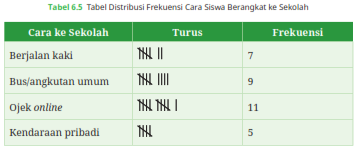 Tabel 6.5 Tabel Distribusi Frekuensi Cara Siswa Berangkat ke Sekolah
Cara ke Sekolah Turus Frekuensi
Berjalan kaki 7
Bus/angkutan umum 9
Ojek online 11
Kendaraan pribadi 5